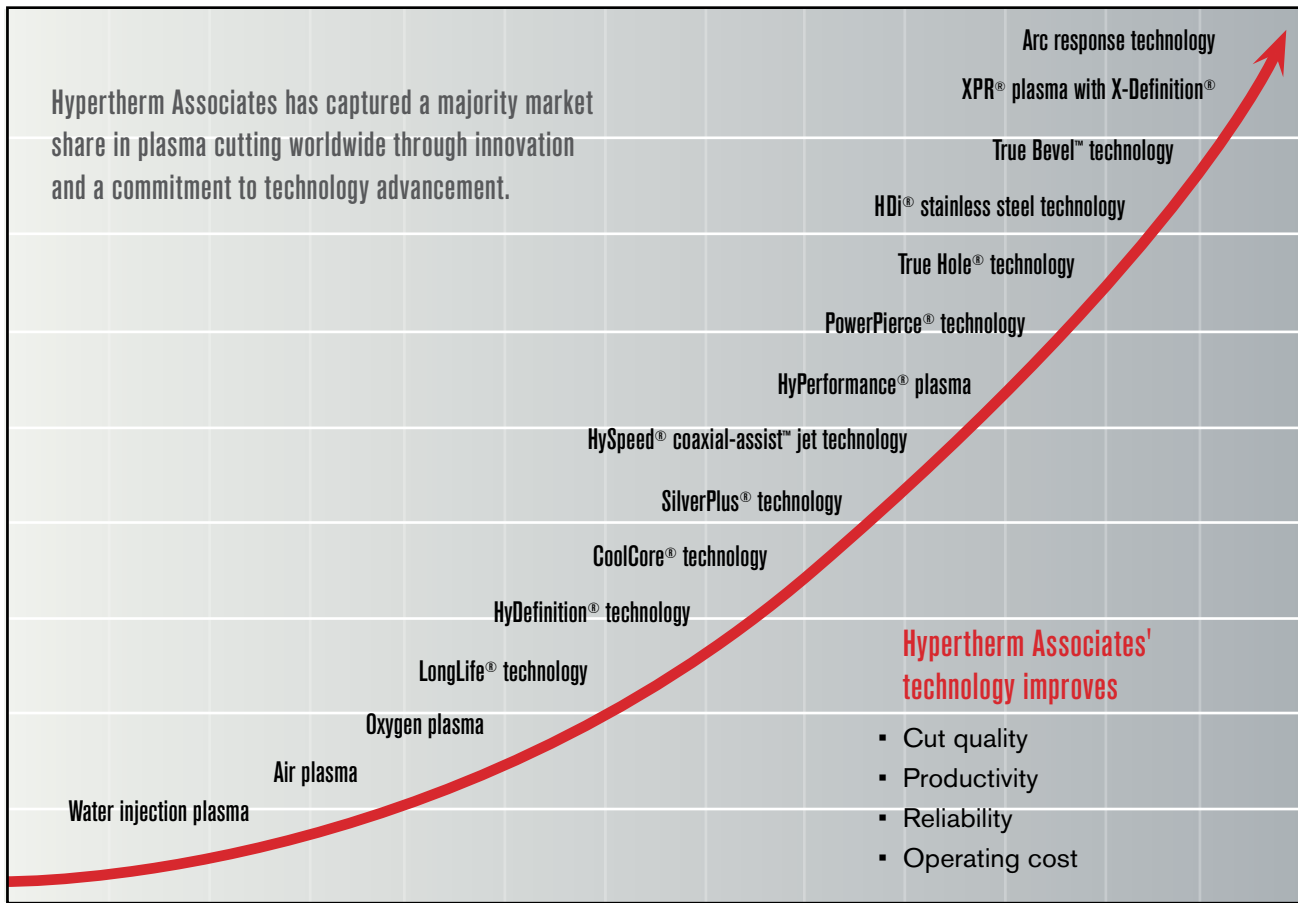 Arc response technology
XPR® plasma with X-Definition®
Hypertherm Associates has captured a majority market
share in plasma cutting worldwide through innovation
and a commitment to technology advancement.
True Bevel™ technology
HDi® stainless steel technology
True Hole® technology
PowerPierce® technology
HyPerformance® plasma
HySpeed® coaxial-assist™ jet technology
SilverPlus® technology
CoolCore® technology
HyDefinition® technology
LongLife® technology
Oxygen plasma
Air plasma
Water injection plasma
Hypertherm Associates'
technology improves
▪ Cut quality
▪ Productivity
▪ Reliability
▪ Operating cost